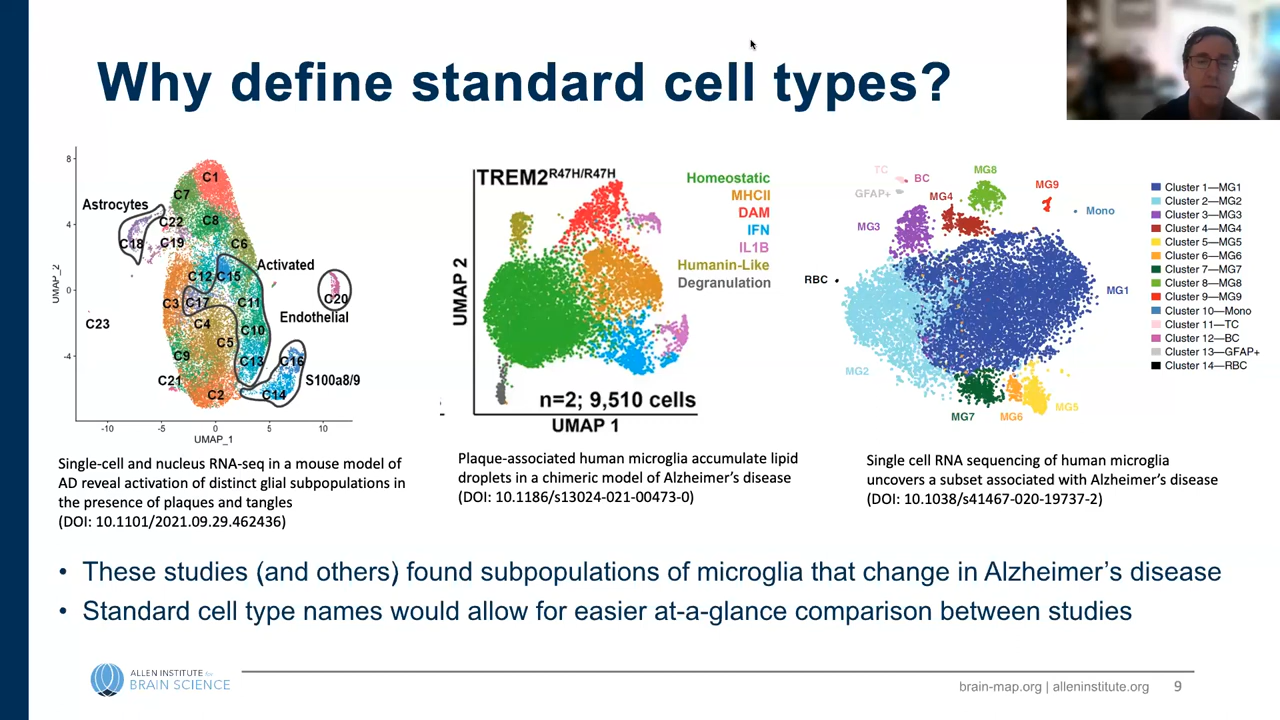 Why define standard cell types?
8
4
0
-4
UMAP_2
-10
-5
0
5
10
UMAP_1
C1
C7
Astrocytes
C22
C8
C18
C19
C6
C12
C15
Activated
C3
C17
C11
C20
Endothelial
C23
C4
C10
C5
C9
C13
C16
C21
S100a8/9
C2
C14
Single-cell and nucleus RNA-seq in a mouse model of
AD reveal activation of distinct glial subpopulations in
the presence of plaques and tangles
(DOI: 10.1101/2021.09.29.462436)
TREM2R47H/R47H
Homeostatic
MHCII
DAM
IFN
IL1B
Humanin-Like
Degranulation
UMAP 2
n=2; 9,510 cells
UMAP 1
Plaque-associated human microglia accumulate lipid
droplets in a chimeric model of Alzheimer's disease
(DOI: 10.1186/s13024-021-00473-0)
TC
BC
MG8
GFAP+
MG4
MG9
Mono
MG3
RBC
MG1
MG2
MG7
MG6
MG5
Cluster 1—MG1
Cluster 2—MG2
Cluster 3—MG3
Cluster 4—MG4
Cluster 5—MG5
Cluster 6—MG6
Cluster 7—MG7
Cluster 8—MG8
Cluster 9—MG9
Cluster 10—Mono
Cluster 11—TC
Cluster 12—BC
Cluster 13—GFAP+
Cluster 14—RBC
Single cell RNA sequencing of human microglia
uncovers a subset associated with Alzheimer's disease
(DOI: 10.1038/s41467-020-19737-2)
• These studies (and others) found subpopulations of microglia that change in Alzheimer's disease
• Standard cell type names would allow for easier at-a-glance comparison between studies
ALLEN INSTITUTE for
BRAIN SCIENCE
brain-map.org | alleninstitute.org 9